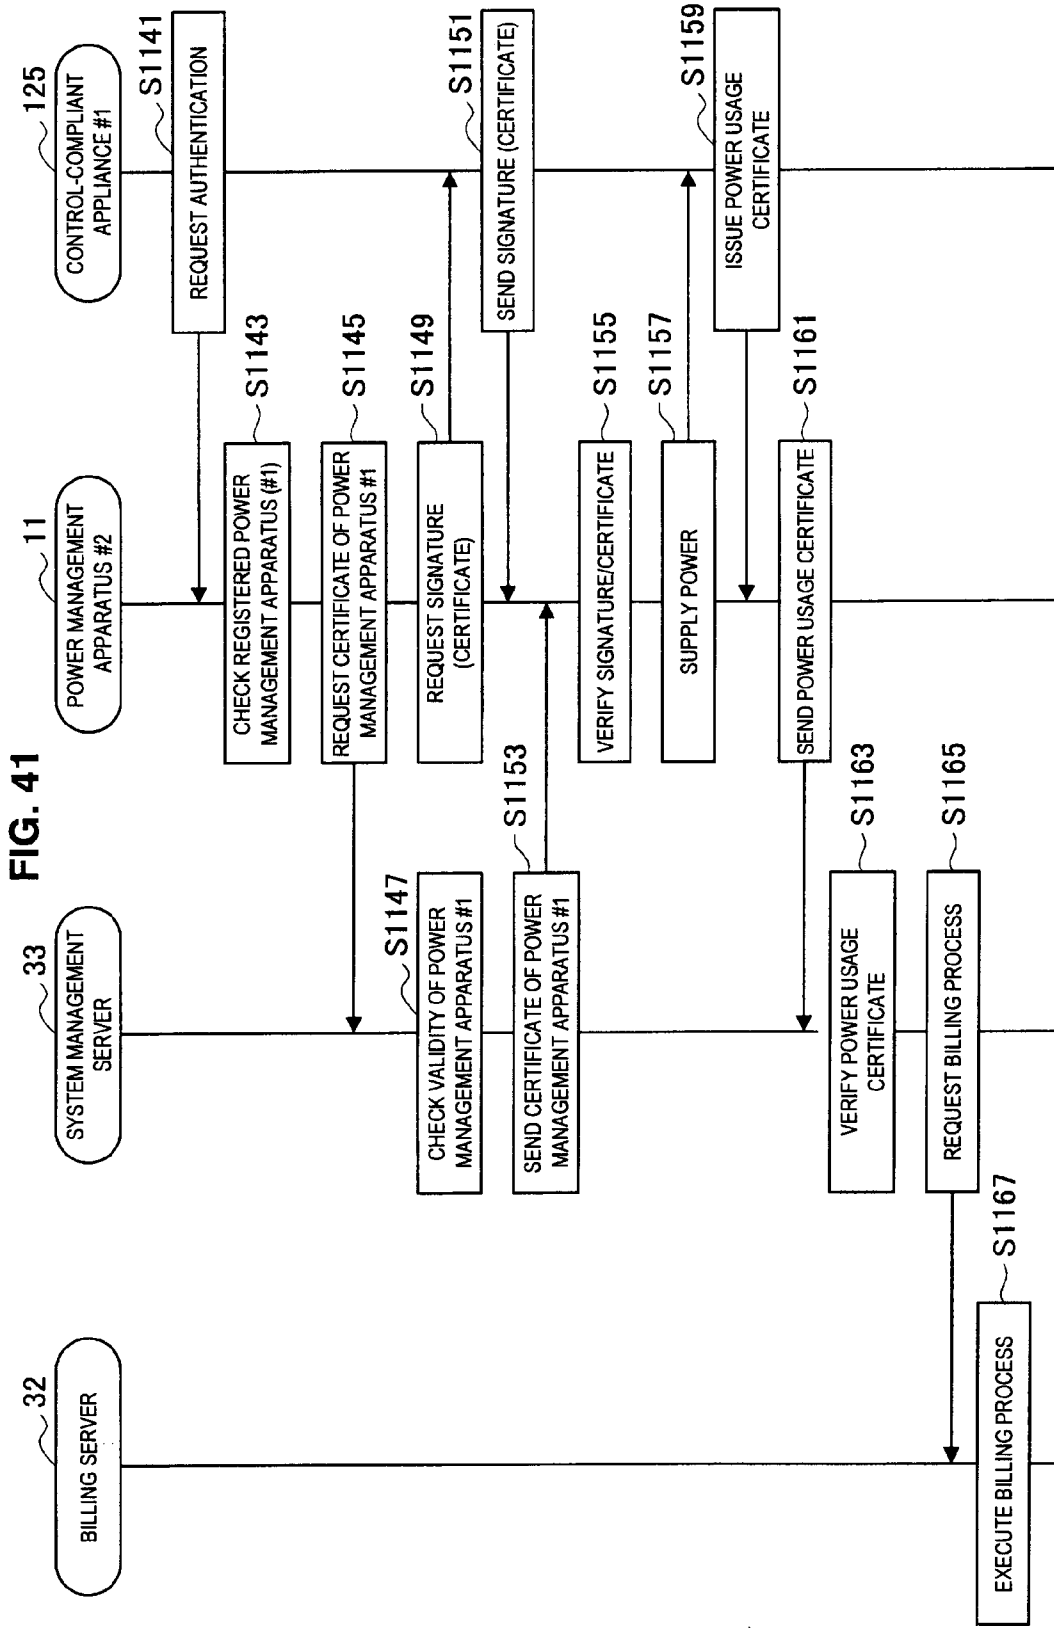 FIG. 41
32
BILLING SERVER
33
SYSTEM MANAGEMENT
SERVER
11
POWER MANAGEMENT
APPARATUS #2
125
CONTROL-COMPLIANT
APPLIANCE #1
S1141
REQUEST AUTHENTICATION
S1143
CHECK REGISTERED POWER
MANAGEMENT APPARATUS (#1)
S1145
REQUEST CERTIFICATE OF POWER
MANAGEMENT APPARATUS #1
S1147
CHECK VALIDITY OF POWER
MANAGEMENT APPARATUS #1
S1149
REQUEST SIGNATURE
(CERTIFICATE)
S1151
SEND SIGNATURE (CERTIFICATE)
S1153
SEND CERTIFICATE OF POWER
MANAGEMENT APPARATUS #1
S1155
VERIFY SIGNATURE/CERTIFICATE
S1157
SUPPLY POWER
S1159
ISSUE POWER USAGE
CERTIFICATE
S1161
SEND POWER USAGE CERTIFICATE
S1163
VERIFY POWER USAGE
CERTIFICATE
S1165
REQUEST BILLING PROCESS
S1167
EXECUTE BILLING PROCESS